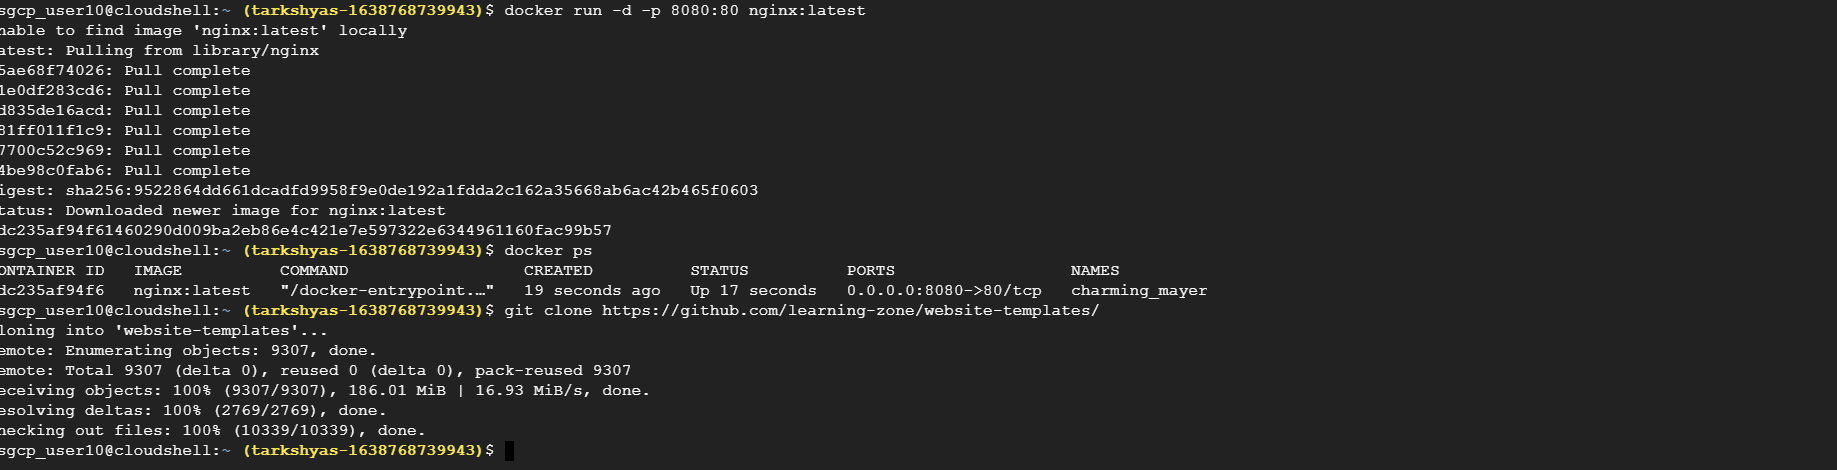 sgcp_user10@cloudshell:~ (tarkshyas-1638768739943)$ docker run -d -p 8080:80 nginx:latest
nable to find image 'nginx:latest' locally
atest: Pulling from library/nginx
5ae68f74026: Pull complete
1e0df283cd6: Pull complete
d835de16acd: Pull complete
81ff011f1c9: Pull complete
7700c52c969: Pull complete
4be98c0fab6: Pull complete
igest: sha256:9522864dd661dcadfd9958f9e0de192a1fdda2c162a35668ab6ac42b465f0603
tatus: Downloaded newer image for nginx:latest
dc235af94f61460290d009ba2eb86e4c421e7e597322e6344961160fac99b57
sgcp_user10@cloudshell:~ (tarkshyas-1638768739943)$ docker ps
ONTAINER ID   IMAGE          COMMAND                  CREATED          STATUS          PORTS                  NAMES
dc235af94f6   nginx:latest   "/docker-entrypoint.…"   19 seconds ago   Up 17 seconds   0.0.0.0:8080->80/tcp   charming_mayer
sgcp_user10@cloudshell:~ (tarkshyas-1638768739943)$ git clone https://github.com/learning-zone/website-templates/
loning into 'website-templates'...
emote: Enumerating objects: 9307, done.
emote: Total 9307 (delta 0), reused 0 (delta 0), pack-reused 9307
eceiving objects: 100% (9307/9307), 186.01 MiB | 16.93 MiB/s, done.
esolving deltas: 100% (2769/2769), done.
hecking out files: 100% (10339/10339), done.
sgcp_user10@cloudshell:~ (tarkshyas-1638768739943)$